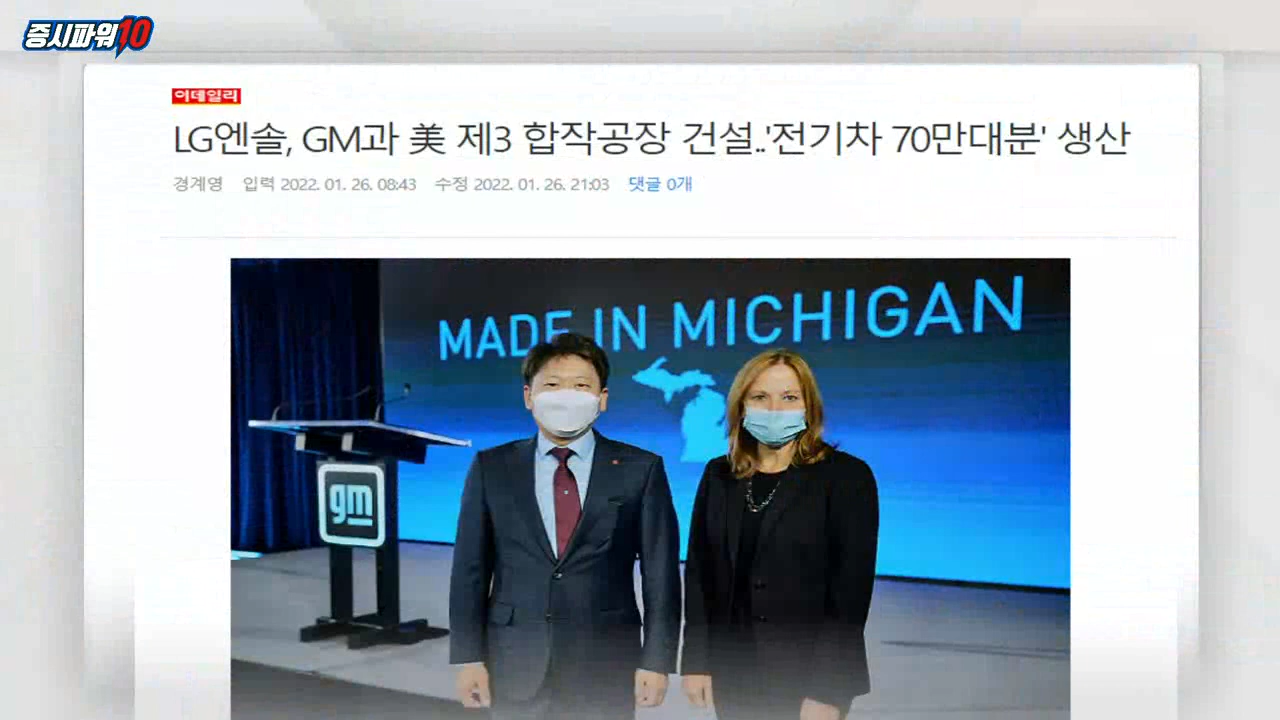 증시파워10
이데일리
LG엔솔, GM과 美 제3 합작공장 건설..'전기차 70만대분' 생산
경계영 입력 2022. 01. 26. 08:43 수정 2022. 01. 26. 21:03 댓글 0개
MADE IN MICHIGAN
gm